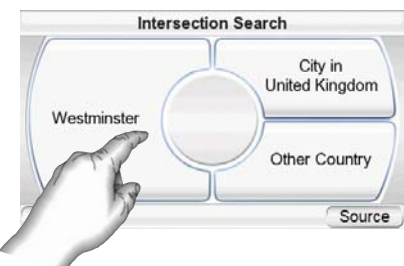 Intersection Search
Westminster
City in
United Kingdom
Other Country
Source